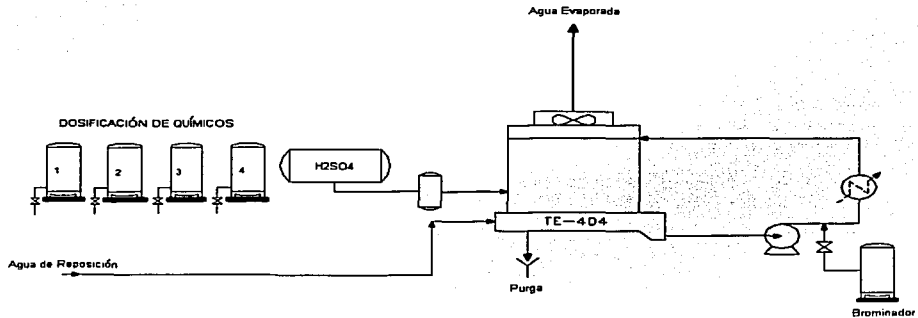 Agua Evaporada
DOSIFICACIÓN DE QUÍMICOS
1 2 3 4
H2SO4
TE-404
Agua de Reposición
Purga
Brominador